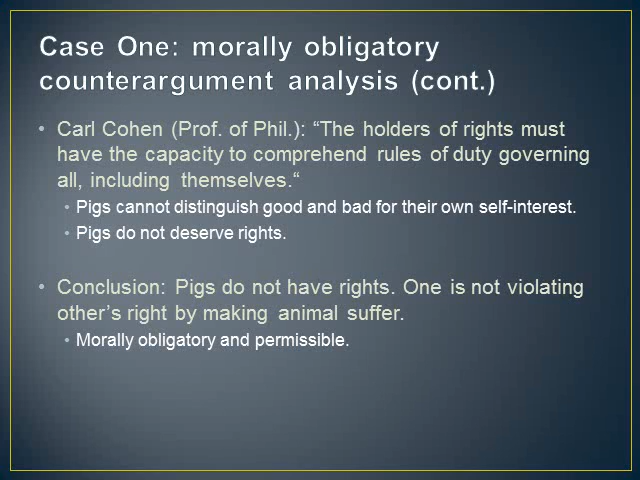 Case One: morally obligatory
counterargument analysis (cont.)
• Carl Cohen (Prof. of Phil.): “The holders of rights must
have the capacity to comprehend rules of duty governing
all, including themselves.“
• Pigs cannot distinguish good and bad for their own self-interest.
• Pigs do not deserve rights.
• Conclusion: Pigs do not have rights. One is not violating
other’s right by making animal suffer.
• Morally obligatory and permissible.